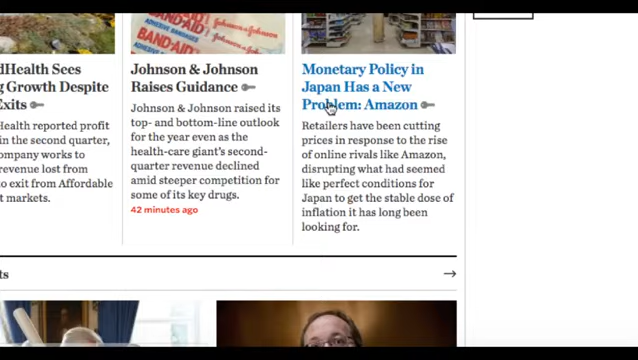 BAND-AID
Johnson & Johnson
ADHESIVE BANDAGES
BAND-AID
dHealth Sees
g Growth Despite
Exits
Health reported profit
in the second quarter,
company works to
revenue lost from
o exit from Affordable
t markets.
Johnson & Johnson
Raises Guidance
Johnson & Johnson raised its
top- and bottom-line outlook
for the year even as the
health-care giant's second-
quarter revenue declined
amid steeper competition for
some of its key drugs.
42 minutes ago
Monetary Policy in
Japan Has a New
Problem: Amazon
Retailers have been cutting
prices in response to the rise
of online rivals like Amazon,
disrupting what had seemed
like perfect conditions for
Japan to get the stable dose of
inflation it has long been
looking for.
ts